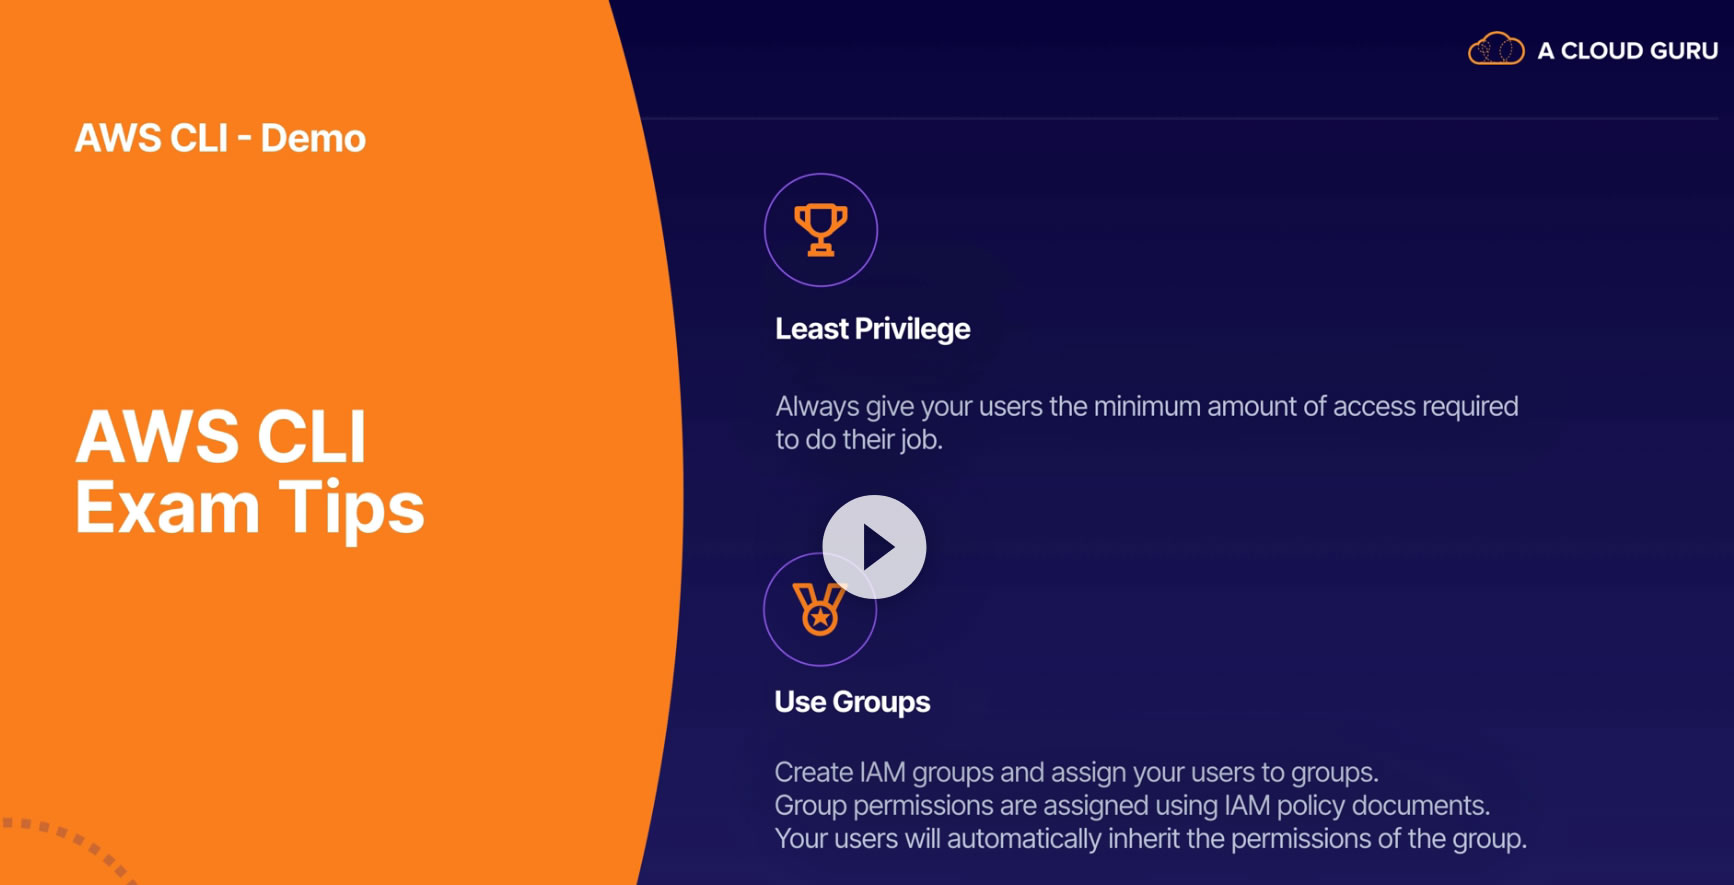 A CLOUD GURU
AWS CLI - Demo
AWS CLI
Exam Tips
Least Privilege
Always give your users the minimum amount of access required
to do their job.
Use Groups
Create IAM groups and assign your users to groups.
Group permissions are assigned using IAM policy documents.
Your users will automatically inherit the permissions of the group.